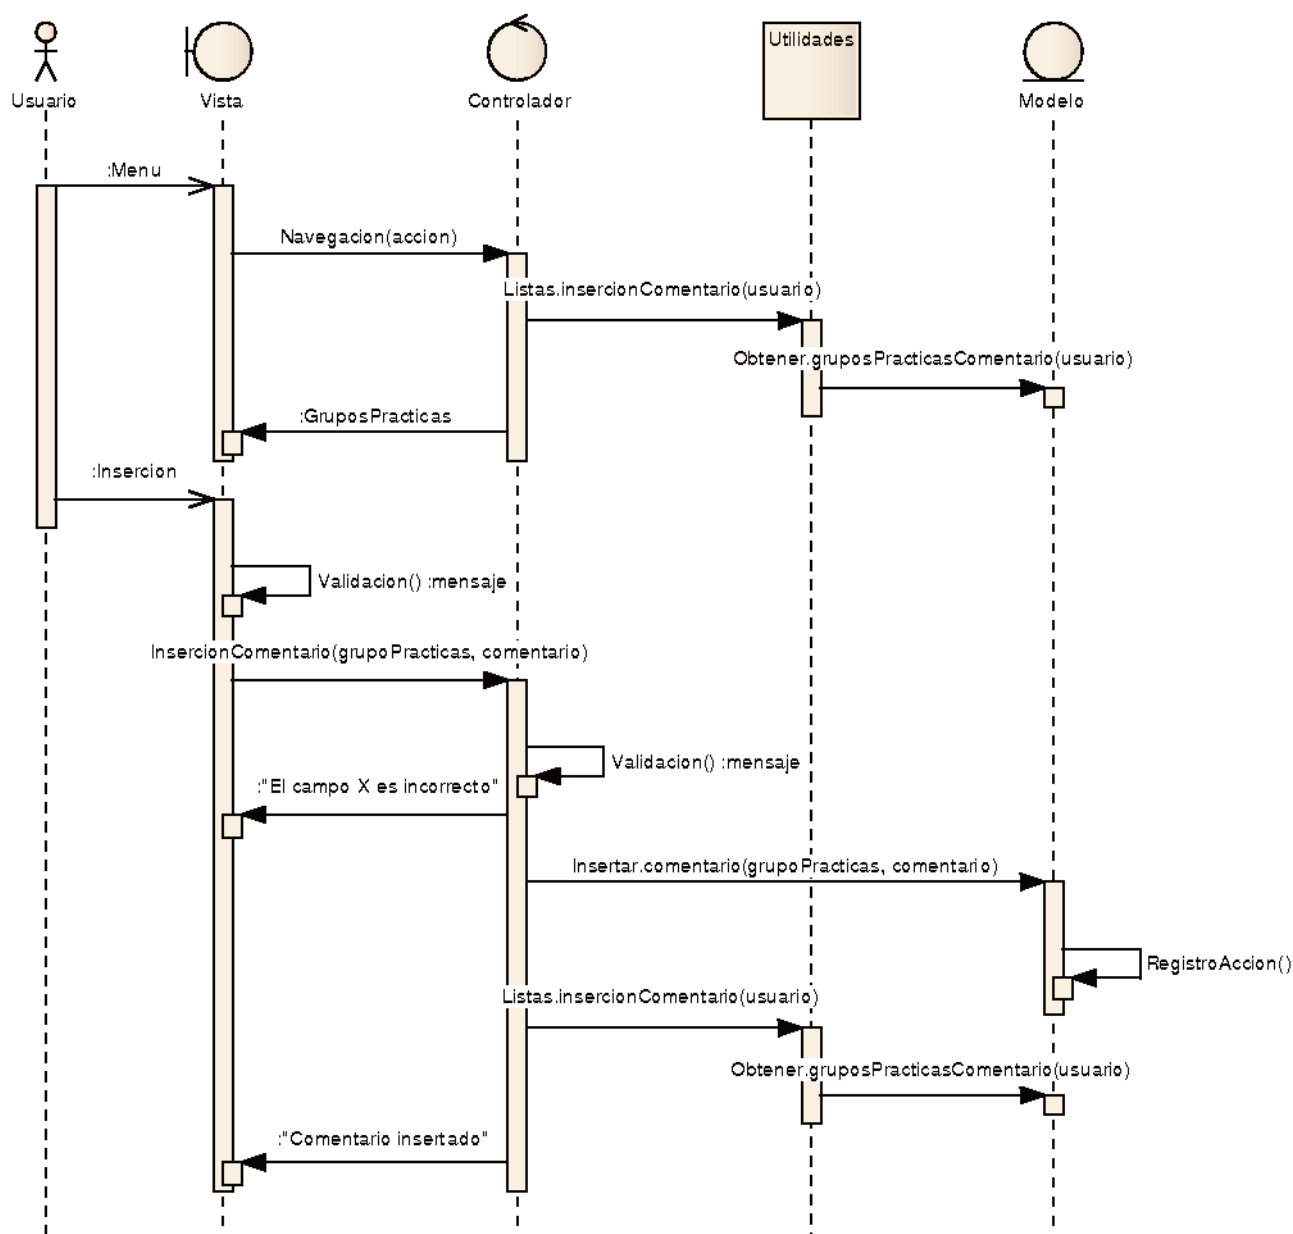 Usuario
Vista
Controlador
Utilidades
Modelo
:Menu
Navegacion(accion)
Listas.insercionComentario(usuario)
Obtener.gruposPracticasComentario(usuario)
:GruposPracticas
:Insercion
Validacion() :mensaje
InsercionComentario(grupoPracticas, comentario)
Validacion() :mensaje
:"El campo X es incorrecto"
Insertar.comentario(grupoPracticas, comentario)
RegistroAccion()
Listas.insercionComentario(usuario)
Obtener.gruposPracticasComentario(usuario)
:"Comentario insertado"